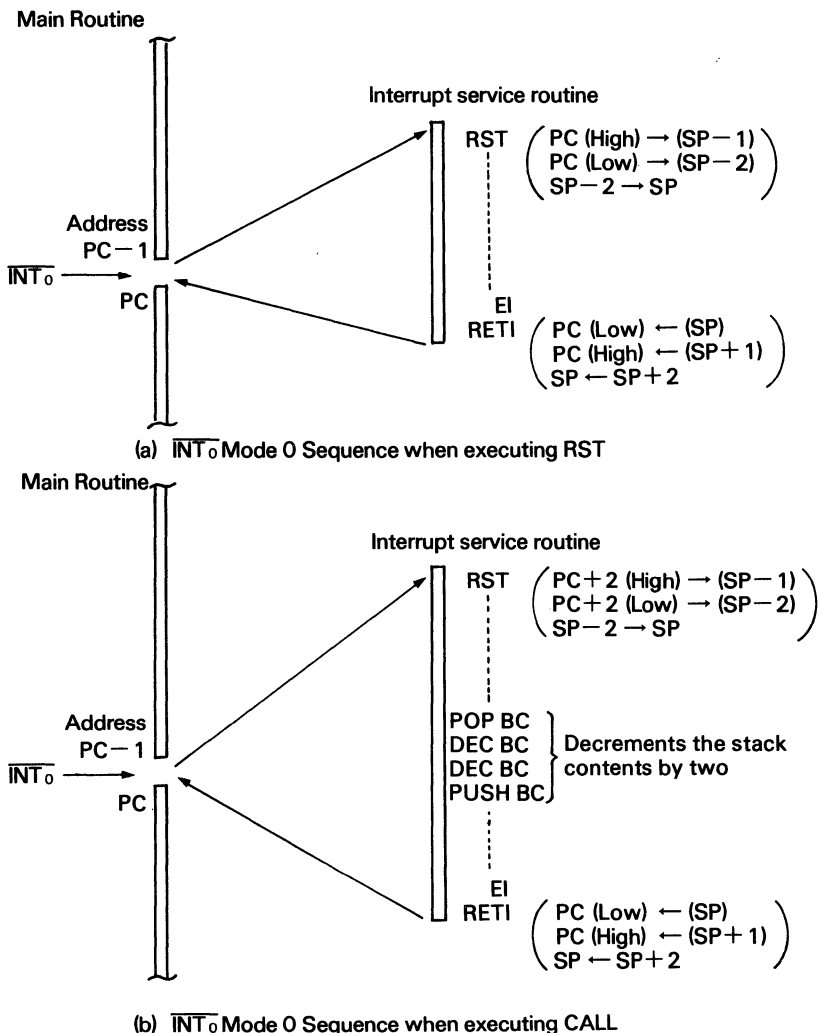 Main Routine
Interrupt service routine
RST
PC (High) → (SP−1)
PC (Low) → (SP−2)
SP−2 → SP
Address
PC−1
INT0
PC
EI
RETI
PC (Low) ← (SP)
PC (High) ← (SP+1)
SP ← SP+2
(a) INT0 Mode 0 Sequence when executing RST
Main Routine
Interrupt service routine
RST
PC+2 (High) → (SP−1)
PC+2 (Low) → (SP−2)
SP−2 → SP
Address
PC−1
INT0
PC
POP BC
DEC BC
DEC BC
PUSH BC
Decrements the stack
contents by two
EI
RETI
PC (Low) ← (SP)
PC (High) ← (SP+1)
SP ← SP+2
(b) INT0 Mode 0 Sequence when executing CALL